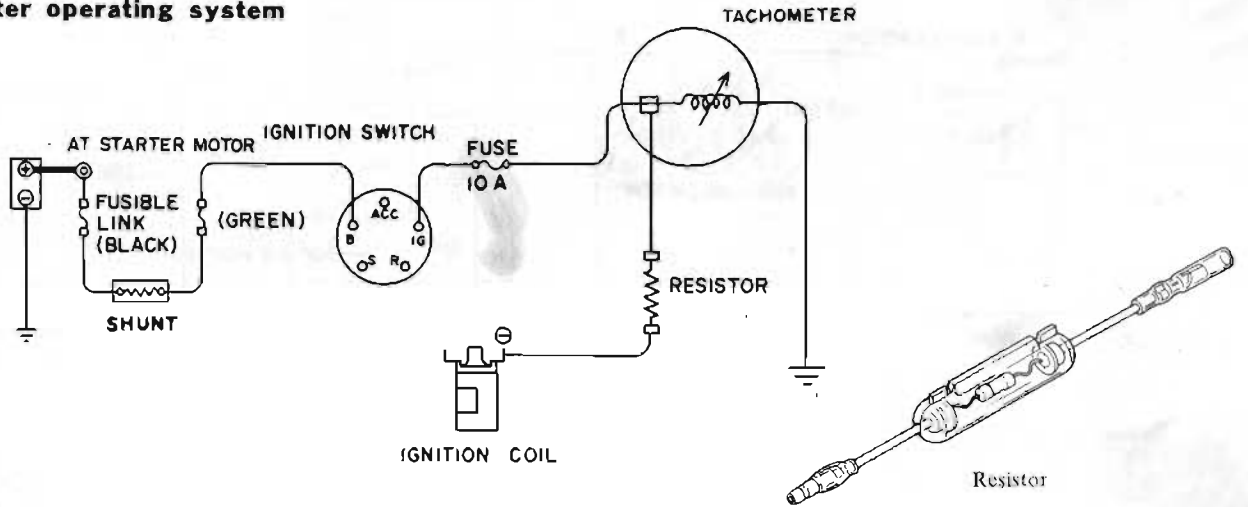 operating system
TACHOMETER
AT STARTER MOTOR
IGNITION SWITCH
FUSE
10 A
FUSIBLE
LINK
(BLACK)
(GREEN)
ACC
B
IG
S
R
SHUNT
RESISTOR
IGNITION COIL
Resistor